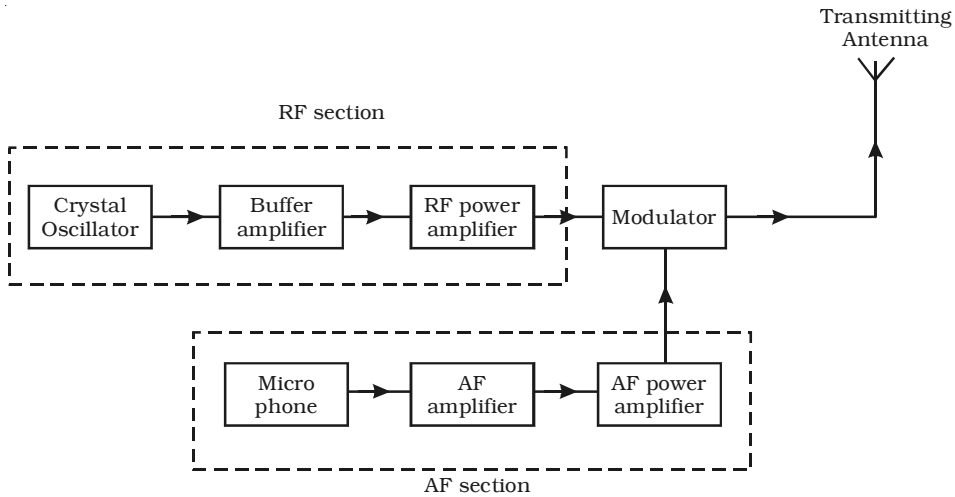 Transmitting
Antenna
RF section
Crystal
Oscillator
Buffer
amplifier
RF power
amplifier
Modulator
Micro
phone
AF
amplifier
AF power
amplifier
AF section